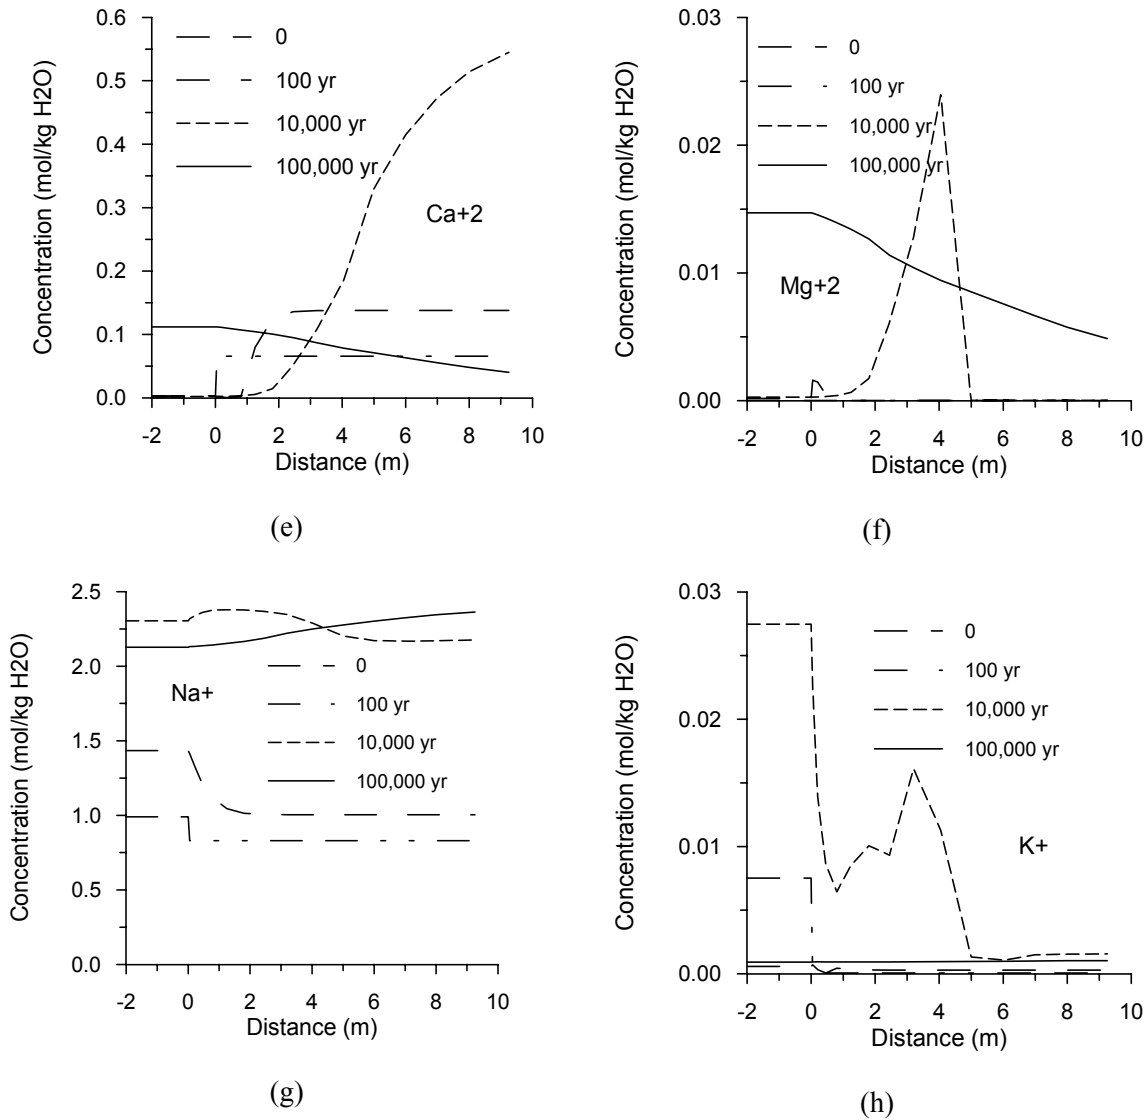 0.6
0.5
0.4
0.3
0.2
0.1
0.0
Concentration (mol/kg H2O)
0
100 yr
10,000 yr
100,000 yr
Ca+2
-2 0 2 4 6 8 10
Distance (m)
(e)
0.03
0.02
0.01
0.00
Concentration (mol/kg H2O)
0
100 yr
10,000 yr
100,000 yr
Mg+2
-2 0 2 4 6 8 10
Distance (m)
(f)
2.5
2.0
1.5
1.0
0.5
0.0
Concentration (mol/kg H2O)
Na+
0
100 yr
10,000 yr
100,000 yr
-2 0 2 4 6 8 10
Distance (m)
(g)
0.03
0.02
0.01
0.00
Concentration (mol/kg H2O)
0
100 yr
10,000 yr
100,000 yr
K+
-2 0 2 4 6 8 10
Distance (m)
(h)